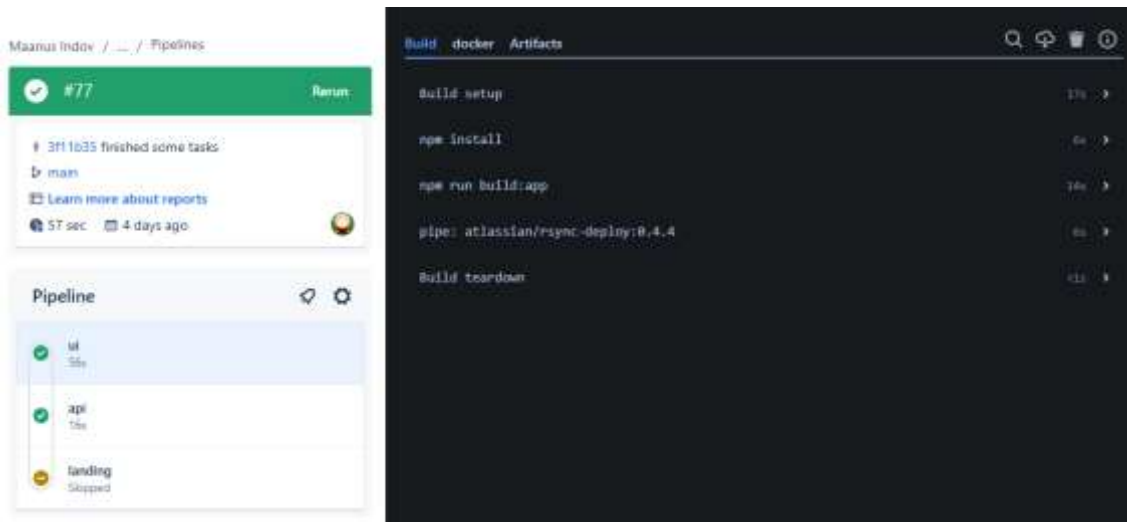 / ... / Pipelines
#77 Rerun
3f11b35 finished some tasks
main
Learn more about reports
57 sec 4 days ago
Pipeline
ui
56s
api
16s
landing
Skipped
Build docker Artifacts
Build setup
npm install
npm run build:app
pipe: atlassian/rsync-deploy:0.4.4
Build teardown